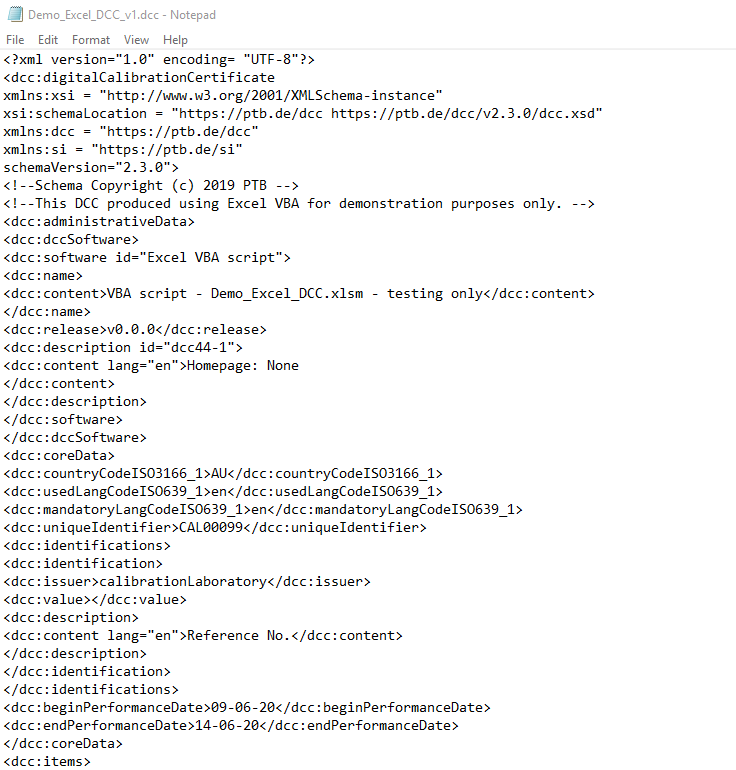 Demo_Excel_DCC_v1.dcc - Notepad
File Edit Format View Help
<?xml version="1.0" encoding= "UTF-8"?>
<dcc:digitalCalibrationCertificate
xmlns:xsi = "http://www.w3.org/2001/XMLSchema-instance"
xsi:schemaLocation = "https://ptb.de/dcc https://ptb.de/dcc/v2.3.0/dcc.xsd"
xmlns:dcc = "https://ptb.de/dcc"
xmlns:si = "https://ptb.de/si"
schemaVersion="2.3.0">
<!--Schema Copyright (c) 2019 PTB -->
<!--This DCC produced using Excel VBA for demonstration purposes only. -->
<dcc:administrativeData>
<dcc:dccSoftware>
<dcc:software id="Excel VBA script">
<dcc:name>
<dcc:content>VBA script - Demo_Excel_DCC.xlsm - testing only</dcc:content>
</dcc:name>
<dcc:release>v0.0.0</dcc:release>
<dcc:description id="dcc44-1">
<dcc:content lang="en">Homepage: None
</dcc:content>
</dcc:description>
</dcc:software>
</dcc:dccSoftware>
<dcc:coreData>
<dcc:countryCodeISO3166_1>AU</dcc:countryCodeISO3166_1>
<dcc:usedLangCodeISO639_1>en</dcc:usedLangCodeISO639_1>
<dcc:mandatoryLangCodeISO639_1>en</dcc:mandatoryLangCodeISO639_1>
<dcc:uniqueIdentifier>CAL00099</dcc:uniqueIdentifier>
<dcc:identifications>
<dcc:identification>
<dcc:issuer>calibrationLaboratory</dcc:issuer>
<dcc:value></dcc:value>
<dcc:description>
<dcc:content lang="en">Reference No.</dcc:content>
</dcc:description>
</dcc:identification>
</dcc:identifications>
<dcc:beginPerformanceDate>09-06-20</dcc:beginPerformanceDate>
<dcc:endPerformanceDate>14-06-20</dcc:endPerformanceDate>
</dcc:coreData>
<dcc:items>